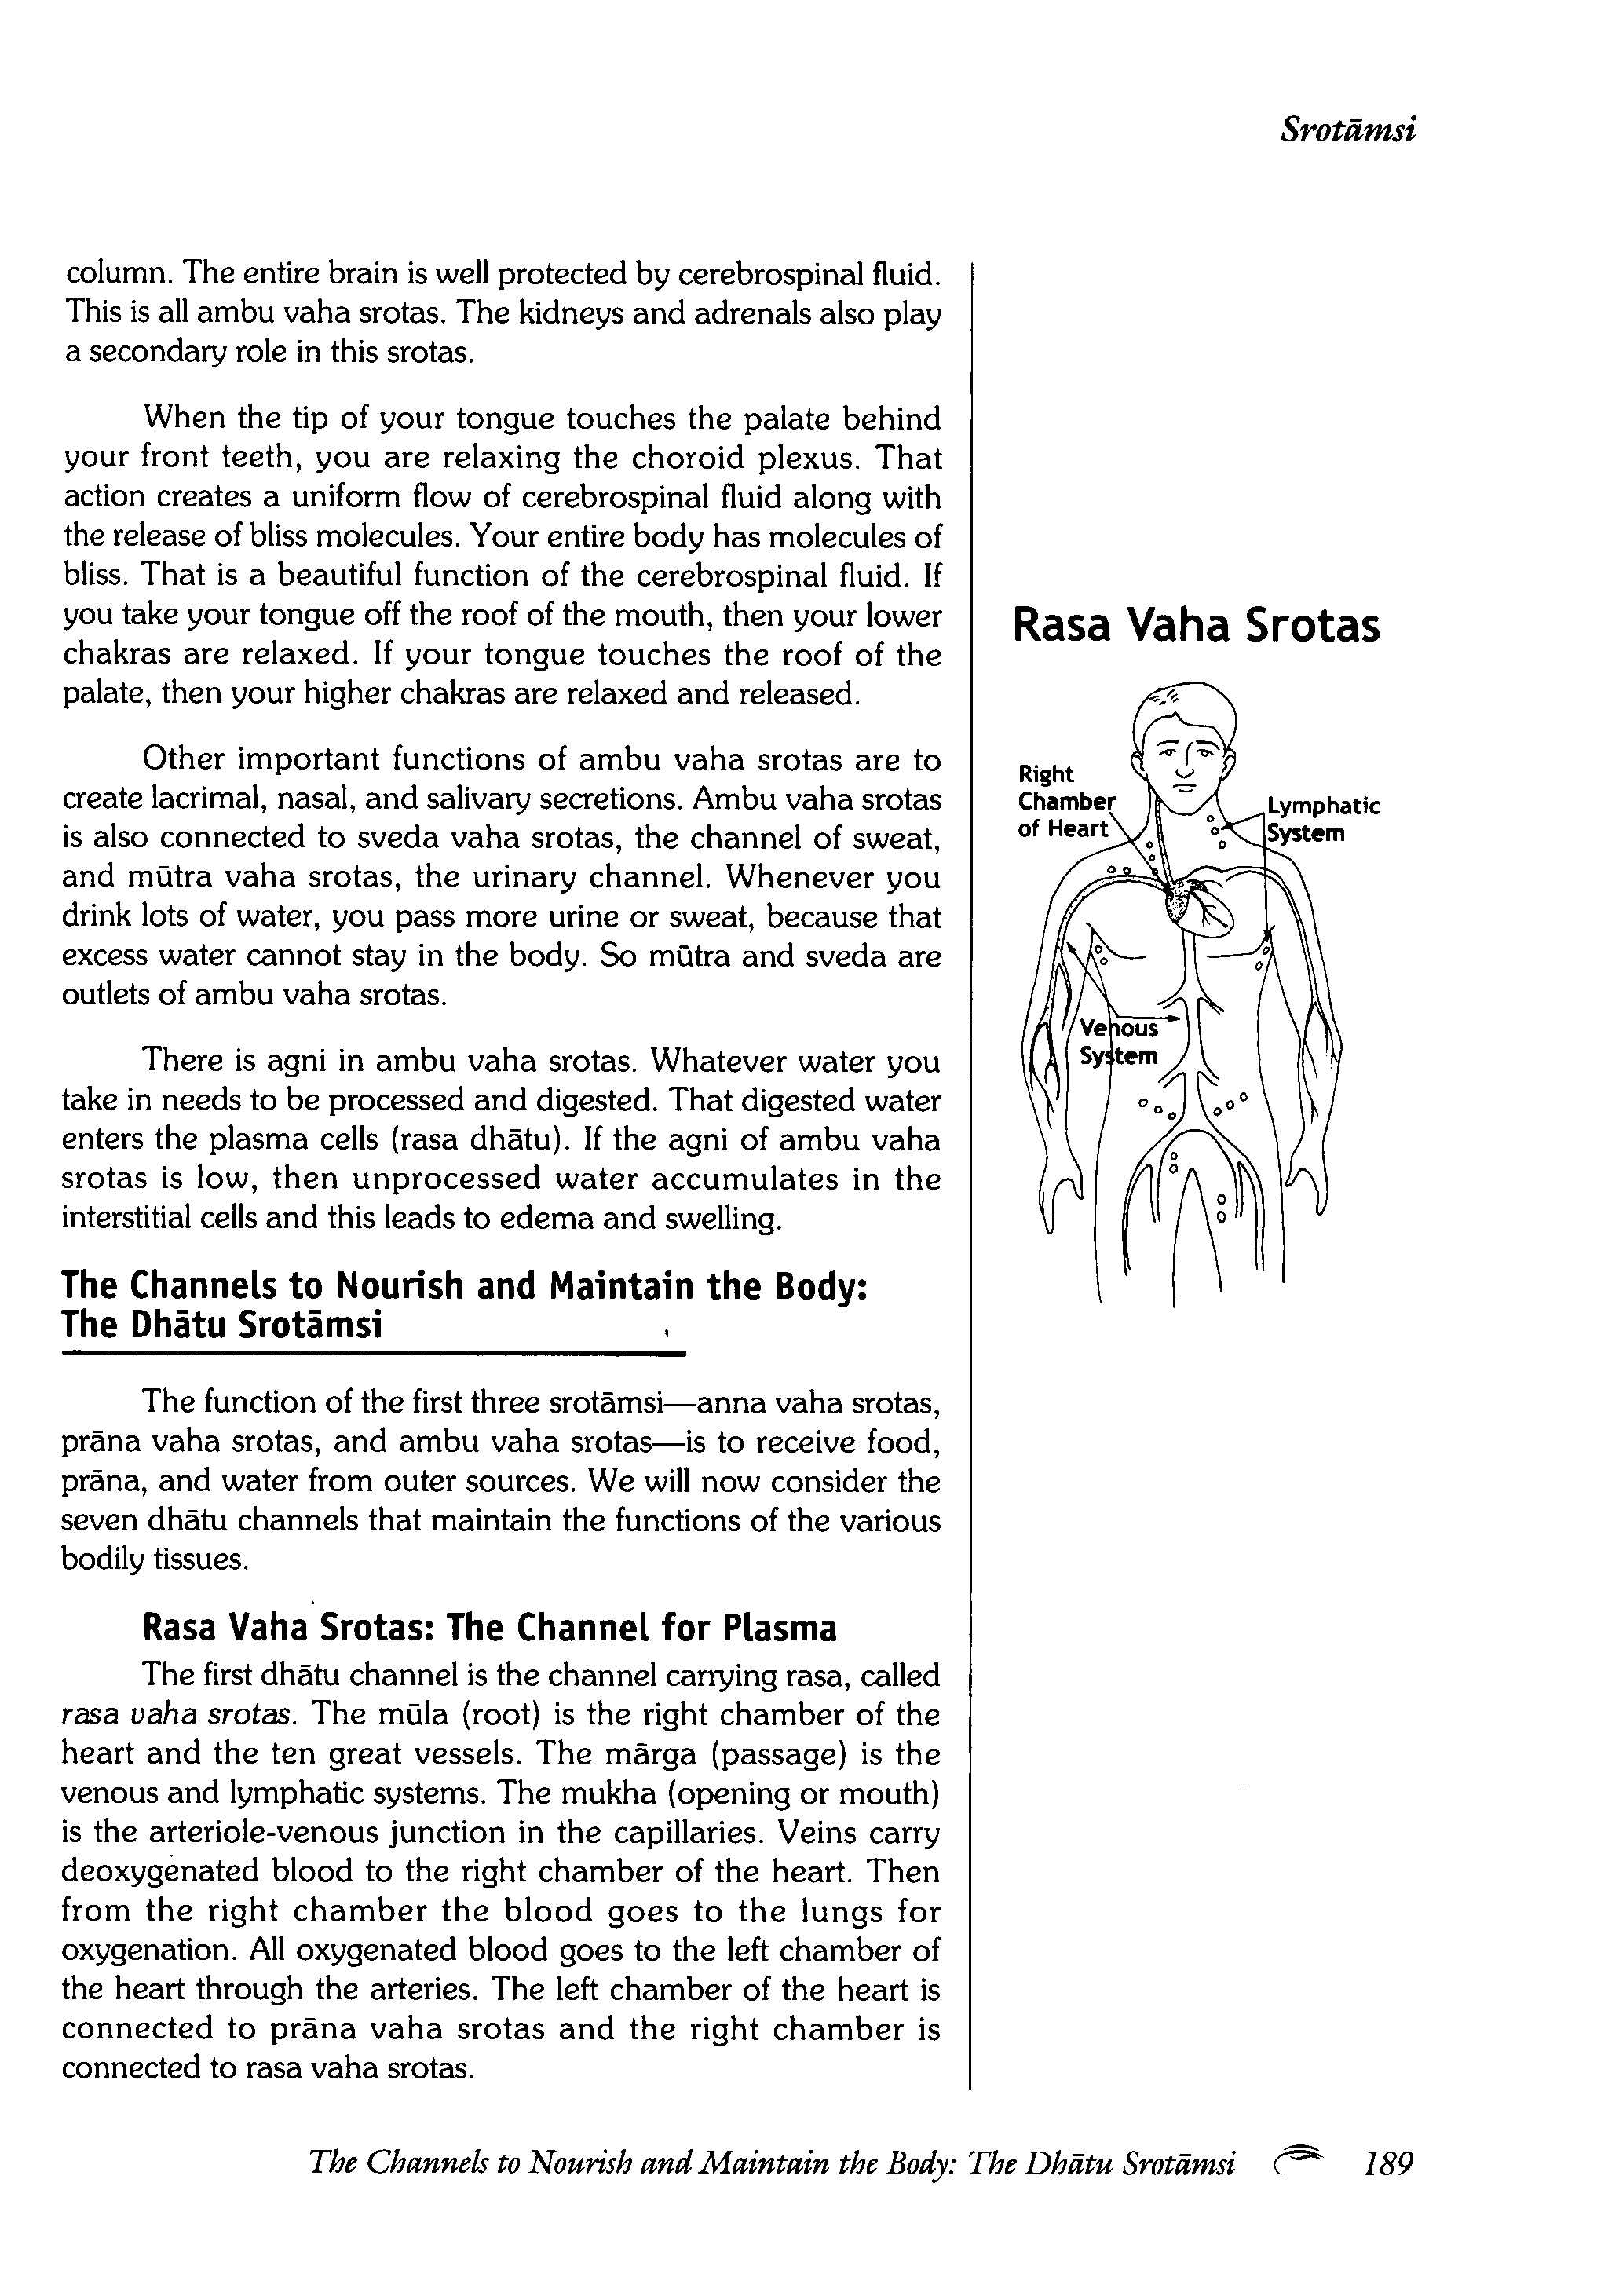 Srotāmsi
column. The entire brain is well protected by cerebrospinal fluid.
This is all ambu vaha srotas. The kidneys and adrenals also play
a secondary role in this srotas.
When the tip of your tongue touches the palate behind
your front teeth, you are relaxing the choroid plexus. That
action creates a uniform flow of cerebrospinal fluid along with
the release of bliss molecules. Your entire body has molecules of
bliss. That is a beautiful function of the cerebrospinal fluid. If
you take your tongue off the roof of the mouth, then your lower
chakras are relaxed. If your tongue touches the roof of the
palate, then your higher chakras are relaxed and released.
Other important functions of ambu vaha srotas are to
create lacrimal, nasal, and salivary secretions. Ambu vaha srotas
is also connected to sveda vaha srotas, the channel of sweat,
and mūtra vaha srotas, the urinary channel. Whenever you
drink lots of water, you pass more urine or sweat, because that
excess water cannot stay in the body. So mūtra and sveda are
outlets of ambu vaha srotas.
There is agni in ambu vaha srotas. Whatever water you
take in needs to be processed and digested. That digested water
enters the plasma cells (rasa dhātu). If the agni of ambu vaha
srotas is low, then unprocessed water accumulates in the
interstitial cells and this leads to edema and swelling.
The Channels to Nourish and Maintain the Body:
The Dhātu Srotāmsi
The function of the first three srotāmsi—anna vaha srotas,
prāna vaha srotas, and ambu vaha srotas—is to receive food,
prāna, and water from outer sources. We will now consider the
seven dhātu channels that maintain the functions of the various
bodily tissues.
Rasa Vaha Srotas: The Channel for Plasma
The first dhātu channel is the channel carrying rasa, called
rasa vaha srotas. The mūla (root) is the right chamber of the
heart and the ten great vessels. The mārga (passage) is the
venous and lymphatic systems. The mukha (opening or mouth)
is the arteriole-venous junction in the capillaries. Veins carry
deoxygenated blood to the right chamber of the heart. Then
from the right chamber the blood goes to the lungs for
oxygenation. All oxygenated blood goes to the left chamber of
the heart through the arteries. The left chamber of the heart is
connected to prāna vaha srotas and the right chamber is
connected to rasa vaha srotas.
Rasa Vaha Srotas
Right
Chamber
of Heart
Lymphatic
System
Venous
System
The Channels to Nourish and Maintain the Body: The Dhātu Srotāmsi 189